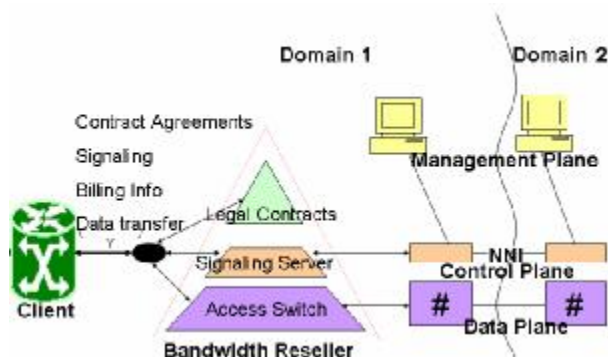 Domain 1
Domain 2
Contract Agreements
Signaling
Billing Info
Data transfer
Management Plane
Legal Contracts
NNI
Signaling Server
Control Plane
Client
Access Switch
#
#
Data Plane
Bandwidth Reseller